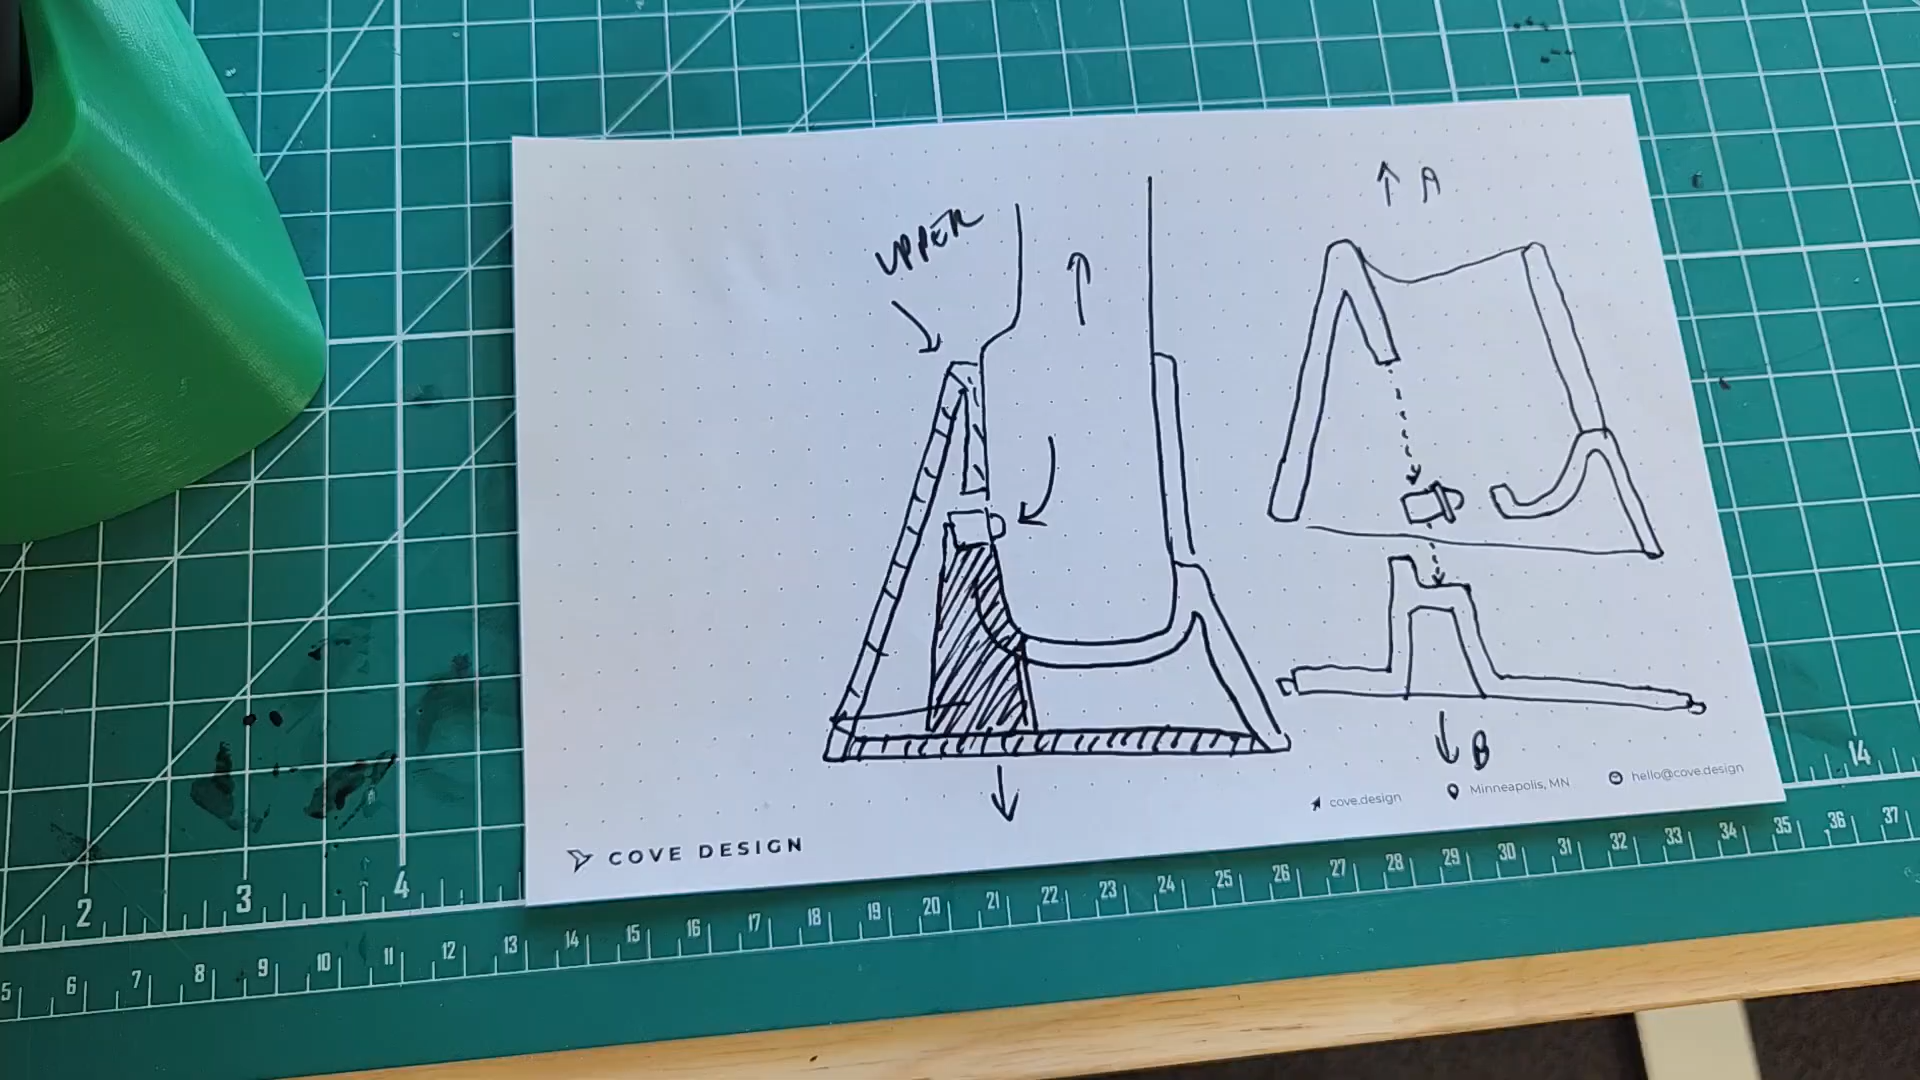 UPPER
A
B
cove.design
Minneapolis, MN
hello@cove.design
COVE DESIGN
2 3 4
14
5 6 7 8 9 10 11 12 13 14 15 16 17 18 19 20 21 22 23 24 25 26 27 28 29 30 31 32 33 34 35 36 37